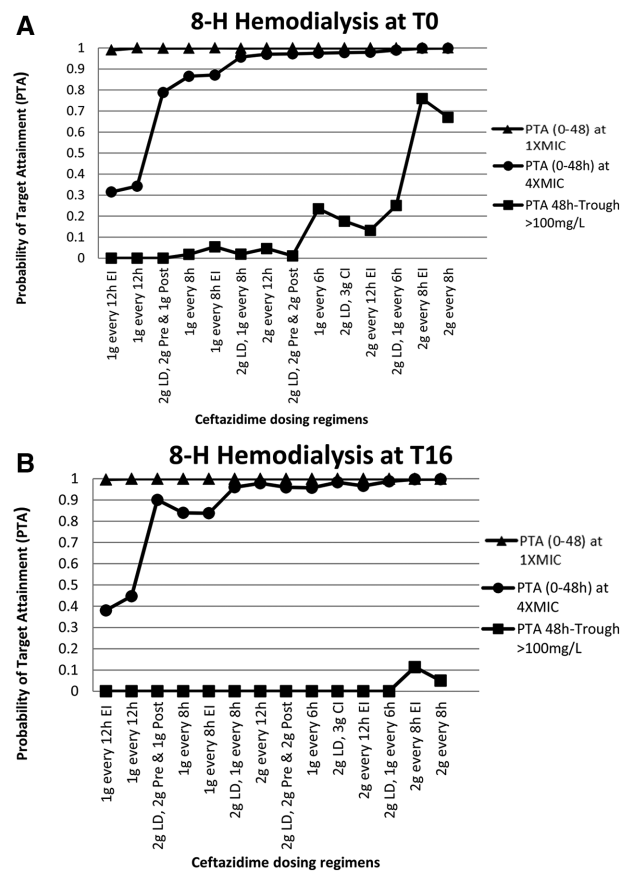 A
8-H Hemodialysis at T0
Probability of Target Attainment (PTA)
1
0.9
0.8
0.7
0.6
0.5
0.4
0.3
0.2
0.1
0
1g every 12h EI
1g every 12h
2g LD, 2g Pre & 1g Post
1g every 8h
1g every 8h EI
2g LD, 1g every 8h
2g every 12h
2g LD, 2g Pre & 2g Post
1g every 6h
2g LD, 3g CI
2g every 12h EI
2g LD, 1g every 6h
2g every 8h EI
2g every 8h
Ceftazidime dosing regimens
PTA (0-48) at
1XMIC
PTA (0-48h) at
4XMIC
PTA 48h-Trough
>100mg/L
B
8-H Hemodialysis at T16
Probability of Target Attainment (PTA)
1
0.9
0.8
0.7
0.6
0.5
0.4
0.3
0.2
0.1
0
1g every 12h EI
1g every 12h
2g LD, 2g Pre & 1g Post
1g every 8h
1g every 8h EI
2g LD, 1g every 8h
2g every 12h
2g LD, 2g Pre & 2g Post
1g every 6h
2g LD, 3g CI
2g every 12h EI
2g LD, 1g every 6h
2g every 8h EI
2g every 8h
Ceftazidime dosing regimens
PTA (0-48) at
1XMIC
PTA (0-48h) at
4XMIC
PTA 48h-Trough
>100mg/L